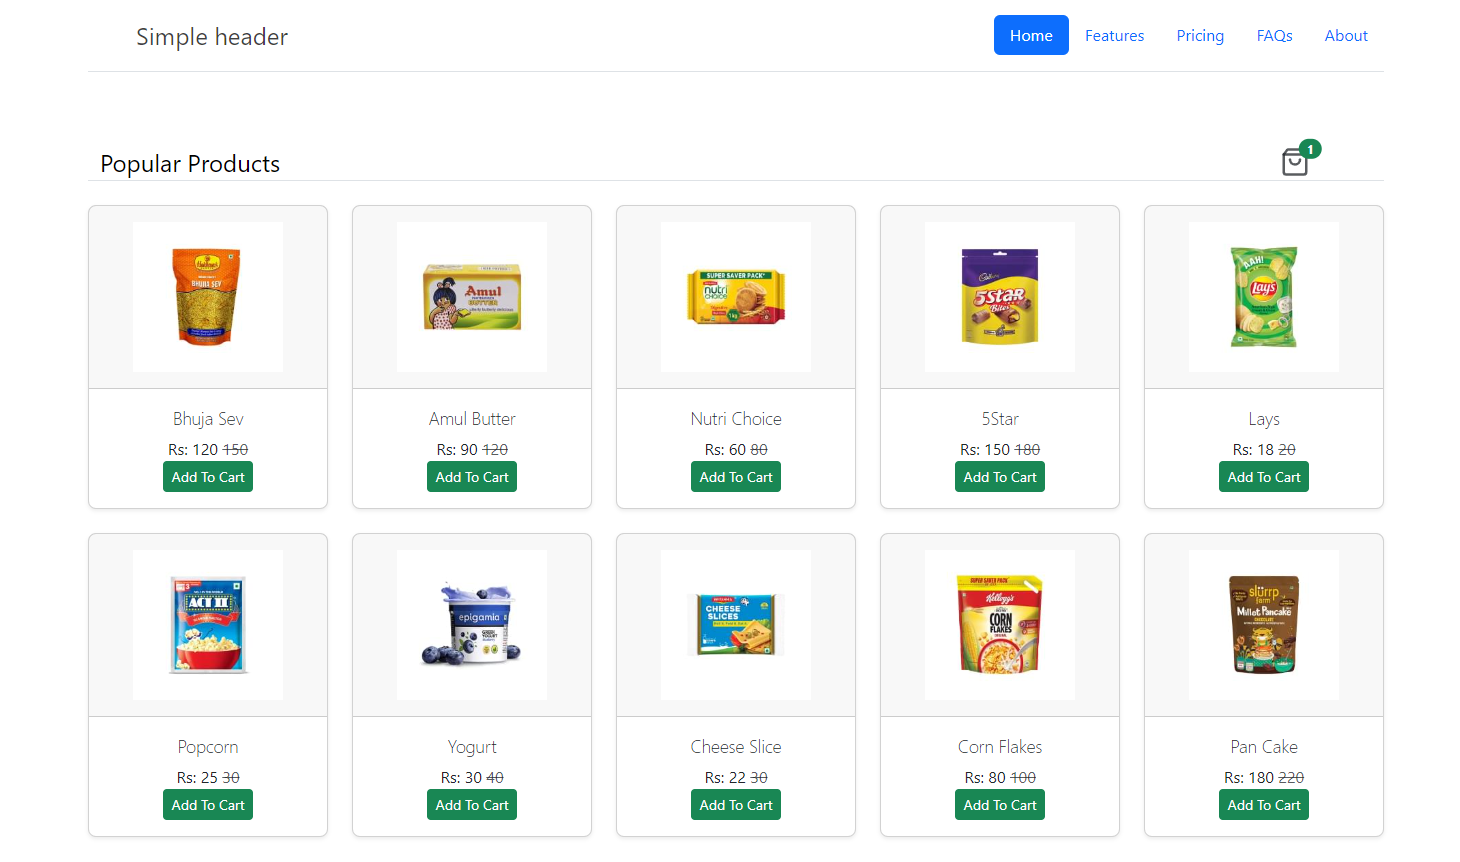 Simple header
Home Features Pricing FAQs About
Popular Products
1
Haldiram's
BHUJIA SEV
Amul
BUTTER
SUPER SAVER PACK*
nutri
choice
Cadbury
5STAR
Bites
AAH!
Lay's
Bhuja Sev Amul Butter Nutri Choice 5Star Lays
Rs: 120 150 Rs: 90 120 Rs: 60 80 Rs: 150 180 Rs: 18 20
Add To Cart Add To Cart Add To Cart Add To Cart Add To Cart
ACT II
epigamia
GREEK
YOGURT
CHEESE
SLICES
SUPER SAVER PACK
Kellogg's
CORN
FLAKES
slurrp
farm
Millet Pancake
Popcorn Yogurt Cheese Slice Corn Flakes Pan Cake
Rs: 25 30 Rs: 30 40 Rs: 22 30 Rs: 80 100 Rs: 180 220
Add To Cart Add To Cart Add To Cart Add To Cart Add To Cart